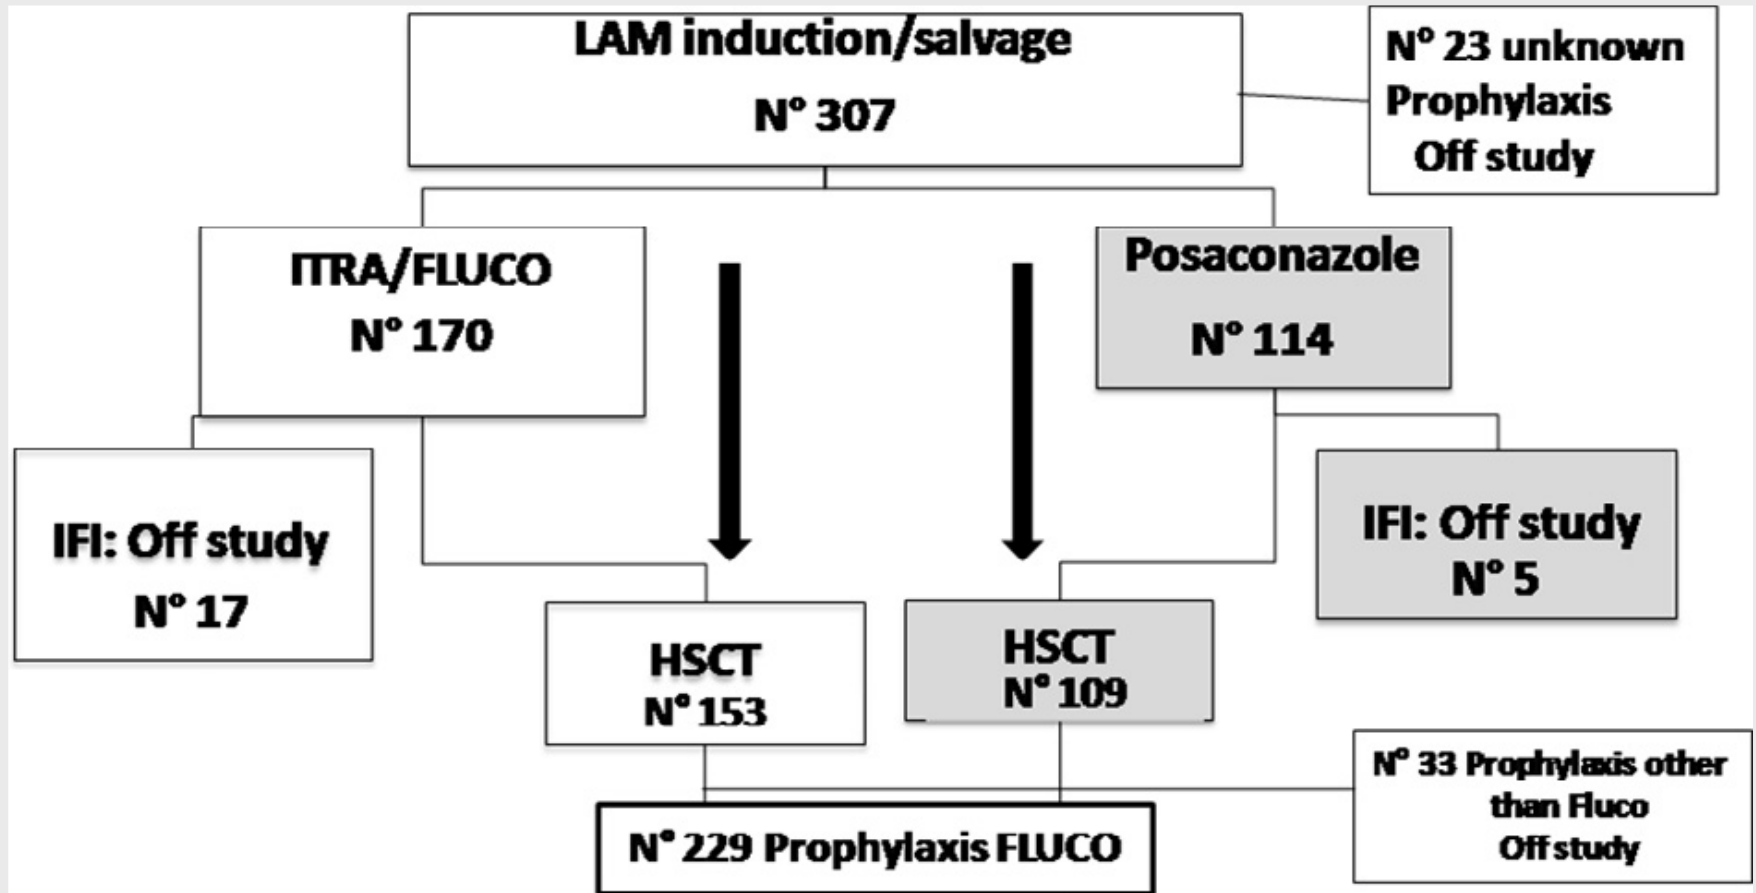 LAM induction/salvage
N° 307
N° 23 unknown
Prophylaxis
Off study
ITRA/FLUCO
N° 170
Posaconazole
N° 114
IFI: Off study
N° 17
IFI: Off study
N° 5
HSCT
N° 153
HSCT
N° 109
N° 33 Prophylaxis other
than Fluco
Off study
N° 229 Prophylaxis FLUCO